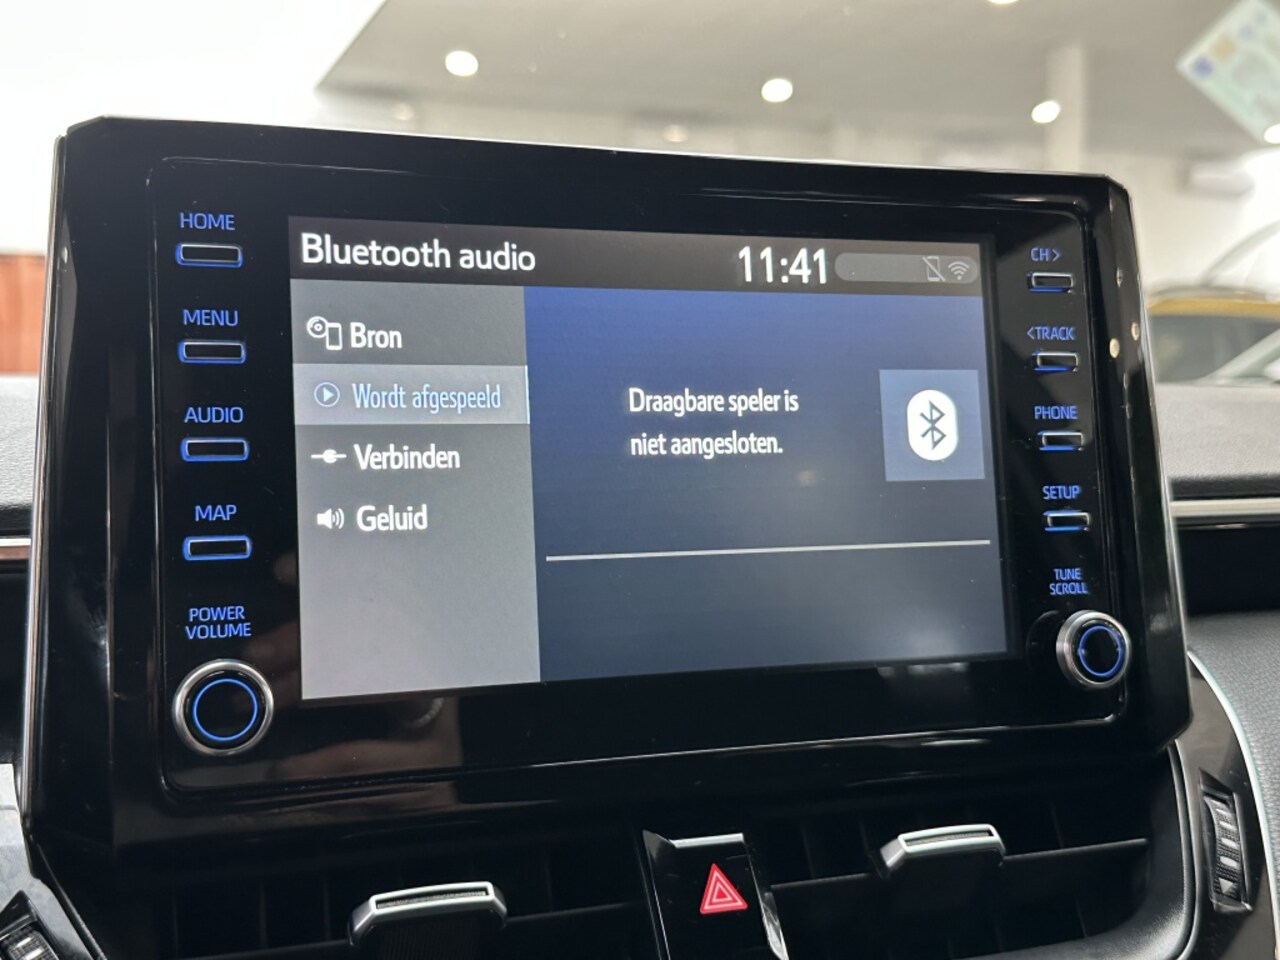 HOME
MENU
AUDIO
MAP
POWER
VOLUME
Bluetooth audio
11:41
Bron
Wordt afgespeeld
Verbinden
Geluid
Draagbare speler is
niet aangesloten.
CH>
<TRACK
PHONE
SETUP
TUNE
SCROLL